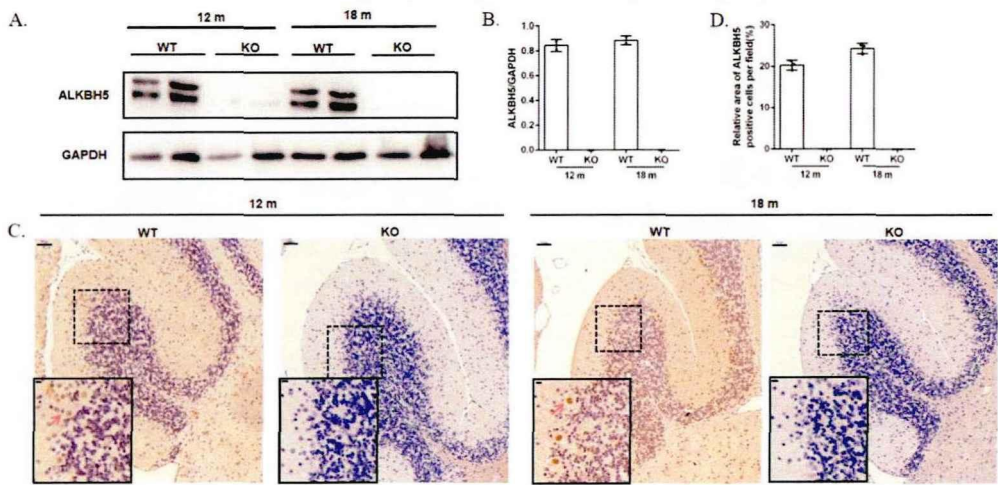 A.
12 m
18 m
WT
KO
WT
KO
ALKBH5
GAPDH
B.
ALKBH5/GAPDH
1.0
0.8
0.6
0.4
0.2
0.0
WT
KO
WT
KO
12 m
18 m
D.
Relative area of ALKBH5
positive cells per field(%)
30
20
10
0
WT
KO
WT
KO
12 m
18 m
C.
12 m
18 m
WT
KO
WT
KO